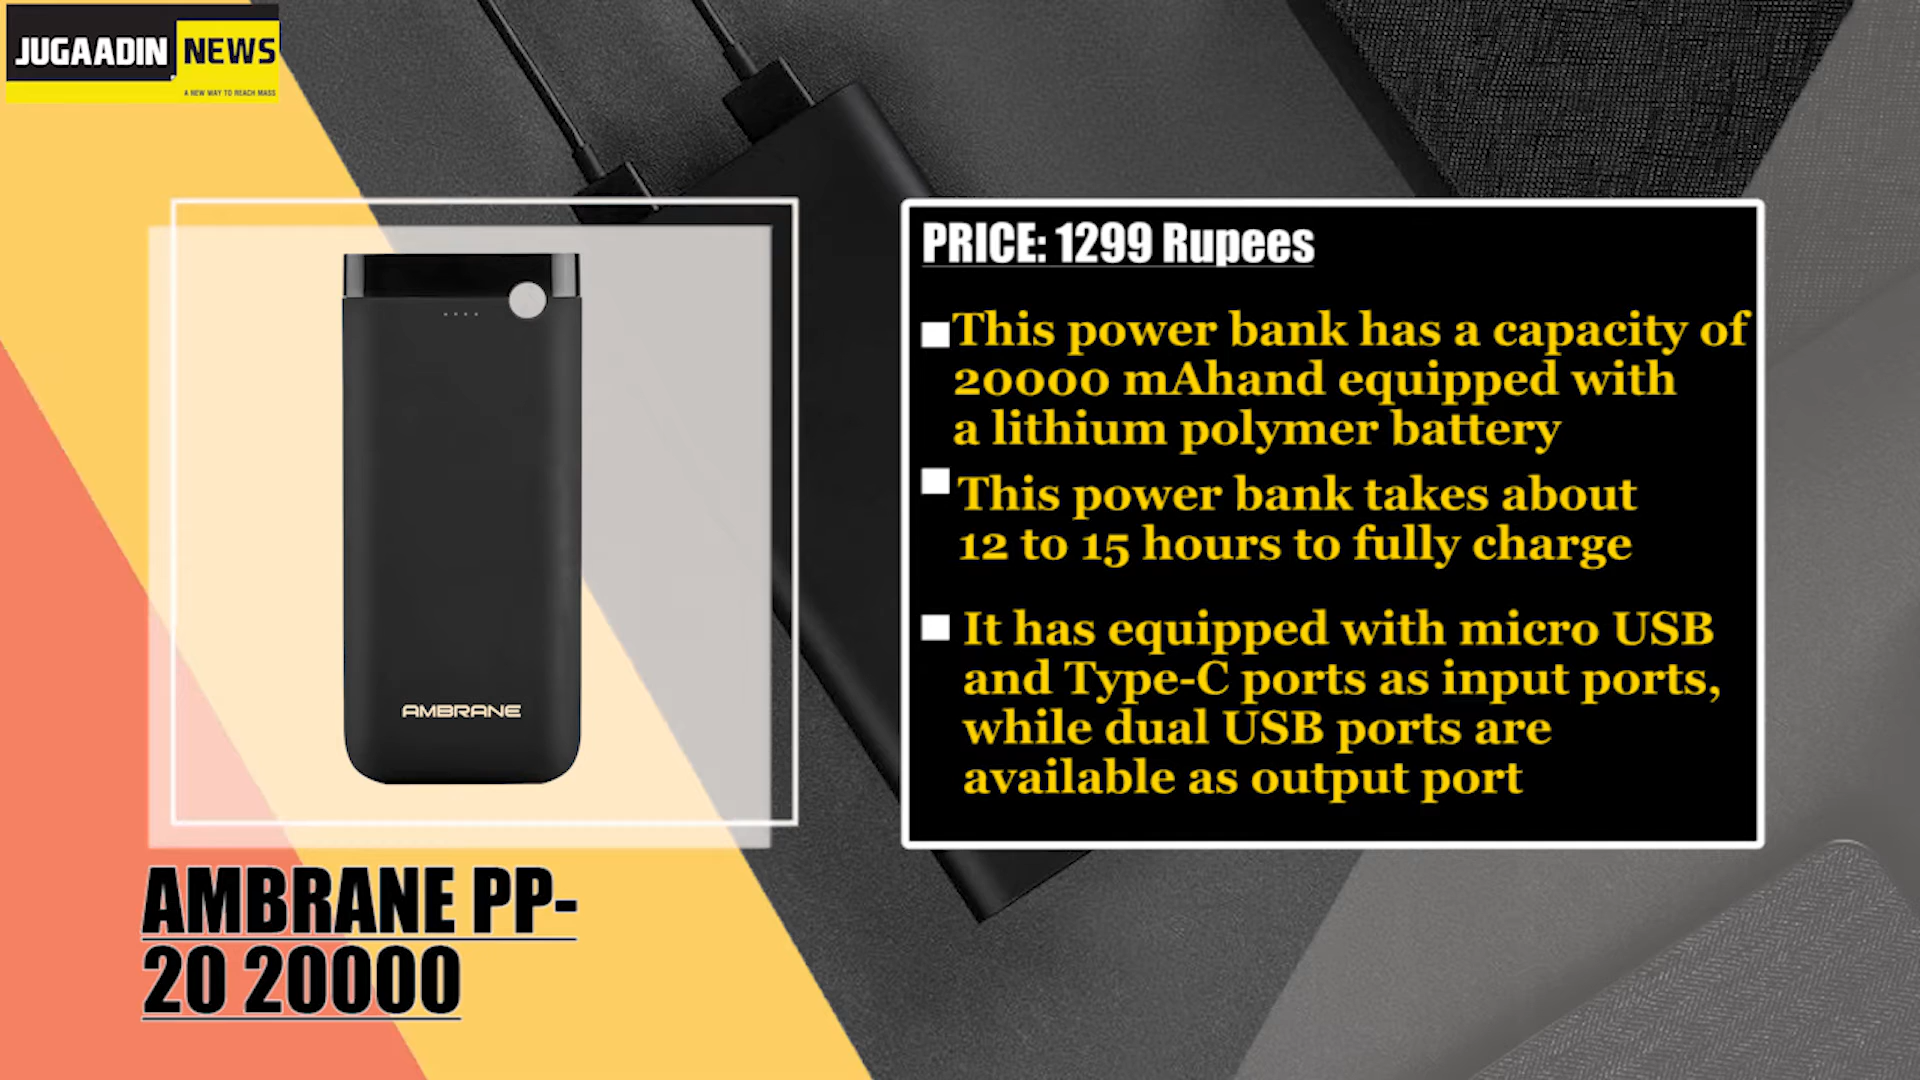 JUGAADIN NEWS
A NEW WAY TO REACH MASS
PRICE: 1299 Rupees
This power bank has a capacity of
20000 mAhand equipped with
a lithium polymer battery
This power bank takes about
12 to 15 hours to fully charge
It has equipped with micro USB
and Type-C ports as input ports,
while dual USB ports are
available as output port
AMBRANE
AMBRANE PP-
20 20000